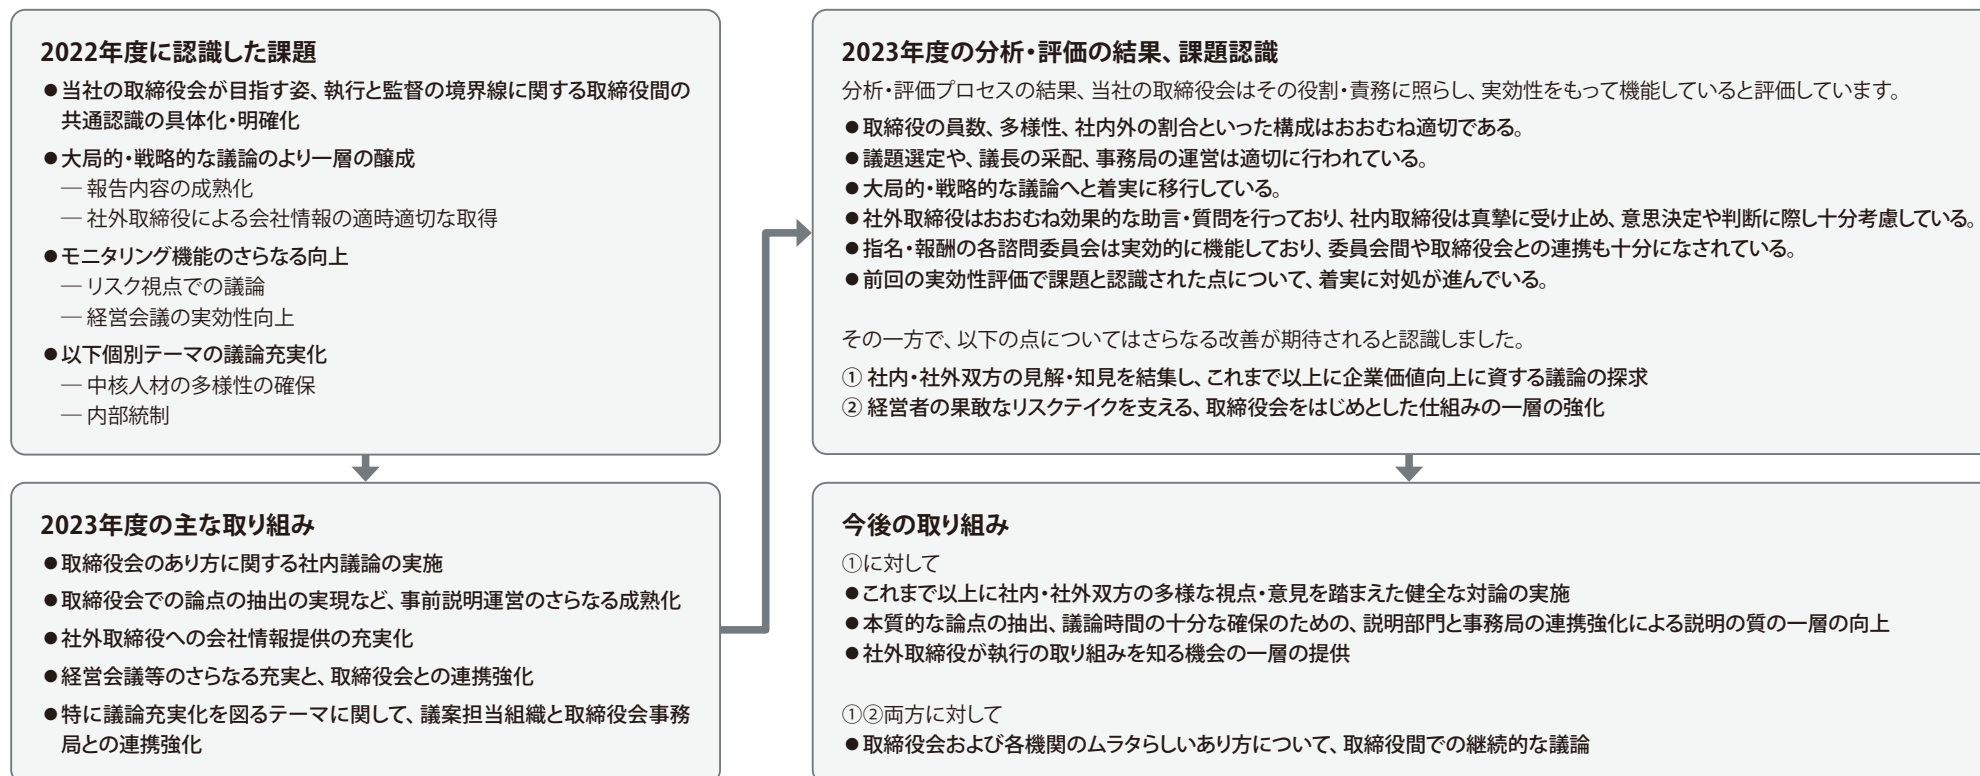 2022年度に認識した課題
●当社の取締役会が目指す姿、執行と監督の境界線に関する取締役間の
共通認識の具体化・明確化
●大局的・戦略的な議論のより一層の醸成
― 報告内容の成熟化
― 社外取締役による会社情報の適時適切な取得
●モニタリング機能のさらなる向上
― リスク視点での議論
― 経営会議の実効性向上
●以下個別テーマの議論充実化
― 中核人材の多様性の確保
― 内部統制
2023年度の主な取り組み
●取締役会のあり方に関する社内議論の実施
●取締役会での論点の抽出の実現など、事前説明運営のさらなる成熟化
●社外取締役への会社情報提供の充実化
●経営会議等のさらなる充実と、取締役会との連携強化
●特に議論充実化を図るテーマに関して、議案担当組織と取締役会事務
局との連携強化
2023年度の分析・評価の結果、課題認識
分析・評価プロセスの結果、当社の取締役会はその役割・責務に照らし、実効性をもって機能していると評価しています。
●取締役の員数、多様性、社内外の割合といった構成はおおむね適切である。
●議題選定や、議長の采配、事務局の運営は適切に行われている。
●大局的・戦略的な議論へと着実に移行している。
●社外取締役はおおむね効果的な助言・質問を行っており、社内取締役は真摯に受け止め、意思決定や判断に際し十分考慮している。
●指名・報酬の各諮問委員会は実効的に機能しており、委員会間や取締役会との連携も十分になされている。
●前回の実効性評価で課題と認識された点について、着実に対処が進んでいる。
その一方で、以下の点についてはさらなる改善が期待されると認識しました。
① 社内・社外双方の見解・知見を結集し、これまで以上に企業価値向上に資する議論の探求
② 経営者の果敢なリスクテイクを支える、取締役会をはじめとした仕組みの一層の強化
今後の取り組み
①に対して
●これまで以上に社内・社外双方の多様な視点・意見を踏まえた健全な対論の実施
●本質的な論点の抽出、議論時間の十分な確保のための、説明部門と事務局の連携強化による説明の質の一層の向上
●社外取締役が執行の取り組みを知る機会の一層の提供
①②両方に対して
●取締役会および各機関のムラタらしいあり方について、取締役間での継続的な議論